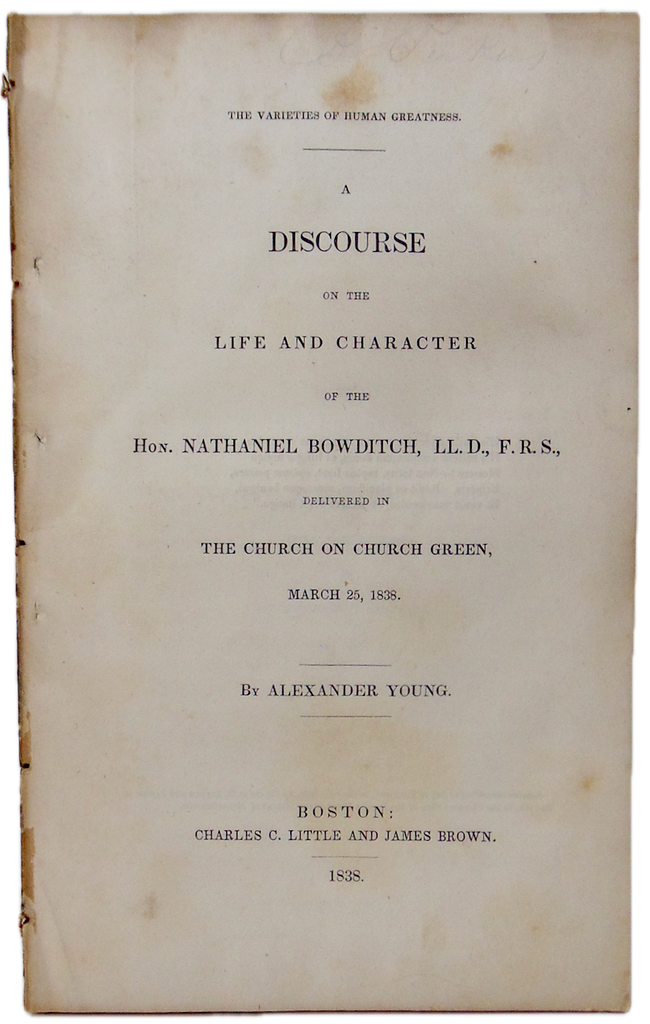 THE VARIETIES OF HUMAN GREATNESS.
A
DISCOURSE
ON THE
LIFE AND CHARACTER
OF THE
HON. NATHANIEL BOWDITCH, LL. D., F. R. S.,
DELIVERED IN
THE CHURCH ON CHURCH GREEN,
MARCH 25, 1838.
BY ALEXANDER YOUNG.
BOSTON:
CHARLES C. LITTLE AND JAMES BROWN.
1838.